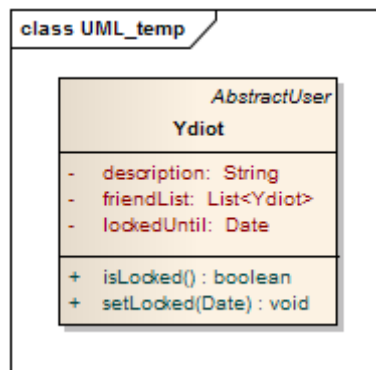 class UML_temp
AbstractUser
Ydiot
- description: String
- friendList: List<Ydiot>
- lockedUntil: Date
+ isLocked() : boolean
+ setLocked(Date) : void